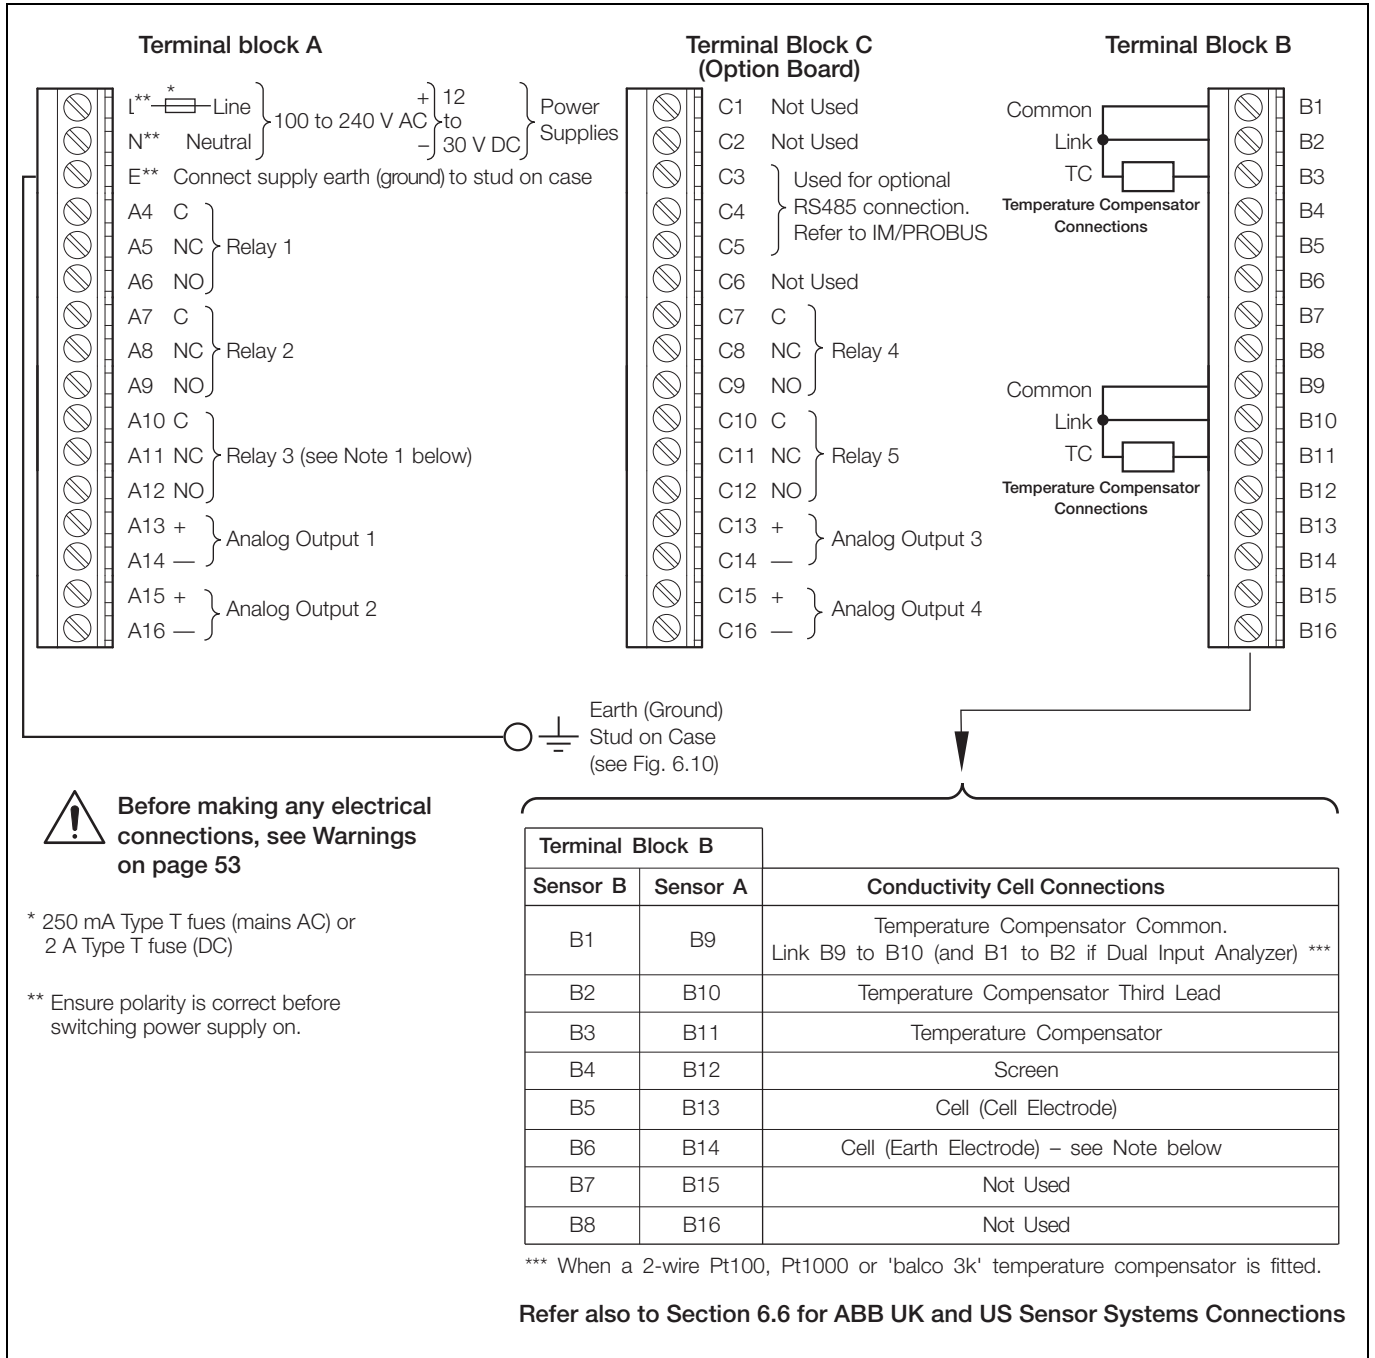 Terminal block A
L** * Line
N** Neutral
100 to 240 V AC
+ 12
to
– 30 V DC
Power
Supplies
E** Connect supply earth (ground) to stud on case
A4 C
A5 NC Relay 1
A6 NO
A7 C
A8 NC Relay 2
A9 NO
A10 C
A11 NC Relay 3 (see Note 1 below)
A12 NO
A13 +
Analog Output 1
A14 —
A15 +
Analog Output 2
A16 —
Terminal Block C
(Option Board)
C1 Not Used
C2 Not Used
C3
C4
C5
Used for optional
RS485 connection.
Refer to IM/PROBUS
C6 Not Used
C7 C
C8 NC Relay 4
C9 NO
C10 C
C11 NC Relay 5
C12 NO
C13 +
Analog Output 3
C14 —
C15 +
Analog Output 4
C16 —
Terminal Block B
Common
Link
TC
Temperature Compensator
Connections
Common
Link
TC
Temperature Compensator
Connections
B1
B2
B3
B4
B5
B6
B7
B8
B9
B10
B11
B12
B13
B14
B15
B16
Earth (Ground)
Stud on Case
(see Fig. 6.10)
Before making any electrical
connections, see Warnings
on page 53
* 250 mA Type T fues (mains AC) or
2 A Type T fuse (DC)
** Ensure polarity is correct before
switching power supply on.
Terminal Block B
Sensor B Sensor A Conductivity Cell Connections
B1 B9 Temperature Compensator Common.
Link B9 to B10 (and B1 to B2 if Dual Input Analyzer) ***
B2 B10 Temperature Compensator Third Lead
B3 B11 Temperature Compensator
B4 B12 Screen
B5 B13 Cell (Cell Electrode)
B6 B14 Cell (Earth Electrode) – see Note below
B7 B15 Not Used
B8 B16 Not Used
*** When a 2-wire Pt100, Pt1000 or 'balco 3k' temperature compensator is fitted.
Refer also to Section 6.6 for ABB UK and US Sensor Systems Connections